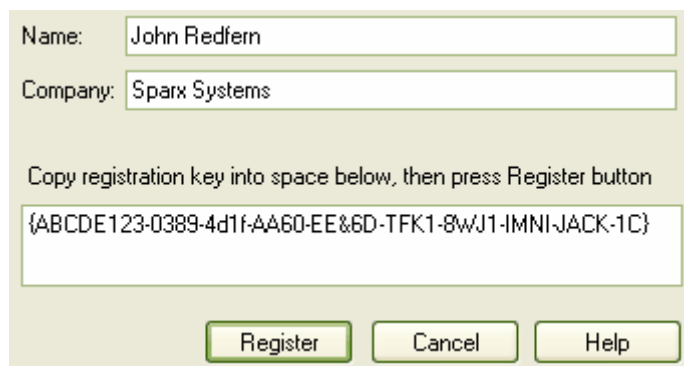 Name: John Redfern
Company: Sparx Systems
Copy registration key into space below, then press Register button
{ABCDE123-0389-4d1f-AA60-EE&6D-TFK1-8WJ1-IMNI-JACK-1C}
Register Cancel Help